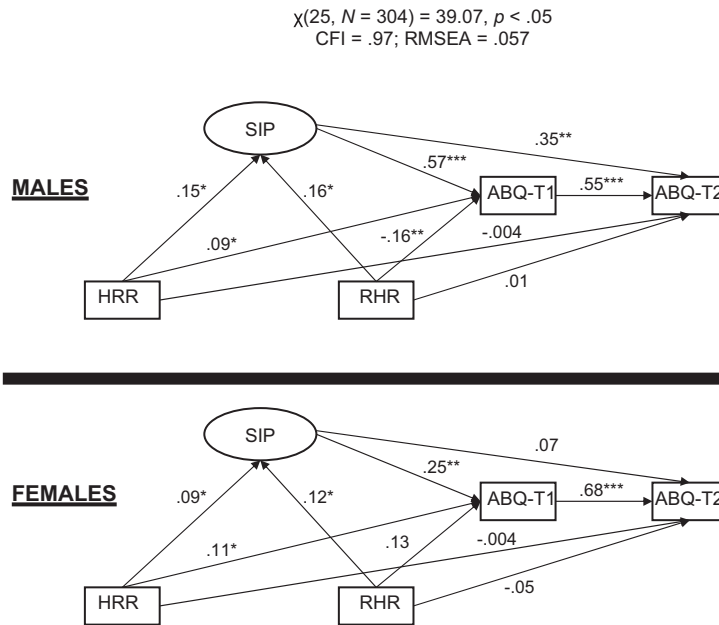 χ(25, N = 304) = 39.07, p < .05
CFI = .97; RMSEA = .057
SIP
.35**
.57***
MALES
ABQ-T1
.55***
ABQ-T2
.15*
.16*
.09*
-.16**
-.004
.01
HRR
RHR
SIP
.07
.25**
FEMALES
ABQ-T1
.68***
ABQ-T2
.09*
.12*
.11*
.13
-.004
-.05
HRR
RHR